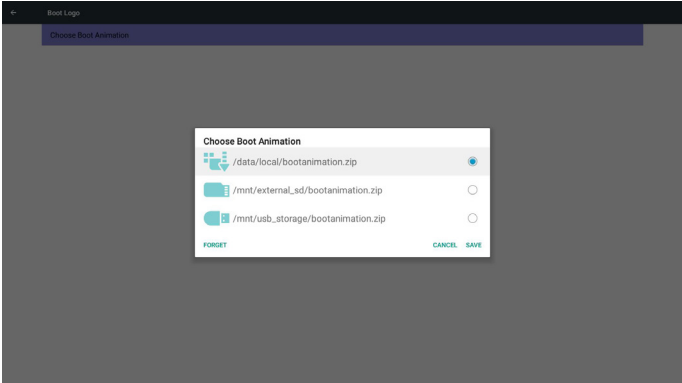 Boot Logo
Choose Boot Animation
Choose Boot Animation
/data/local/bootanimation.zip
/mnt/external_sd/bootanimation.zip
/mnt/usb_storage/bootanimation.zip
FORGET CANCEL SAVE